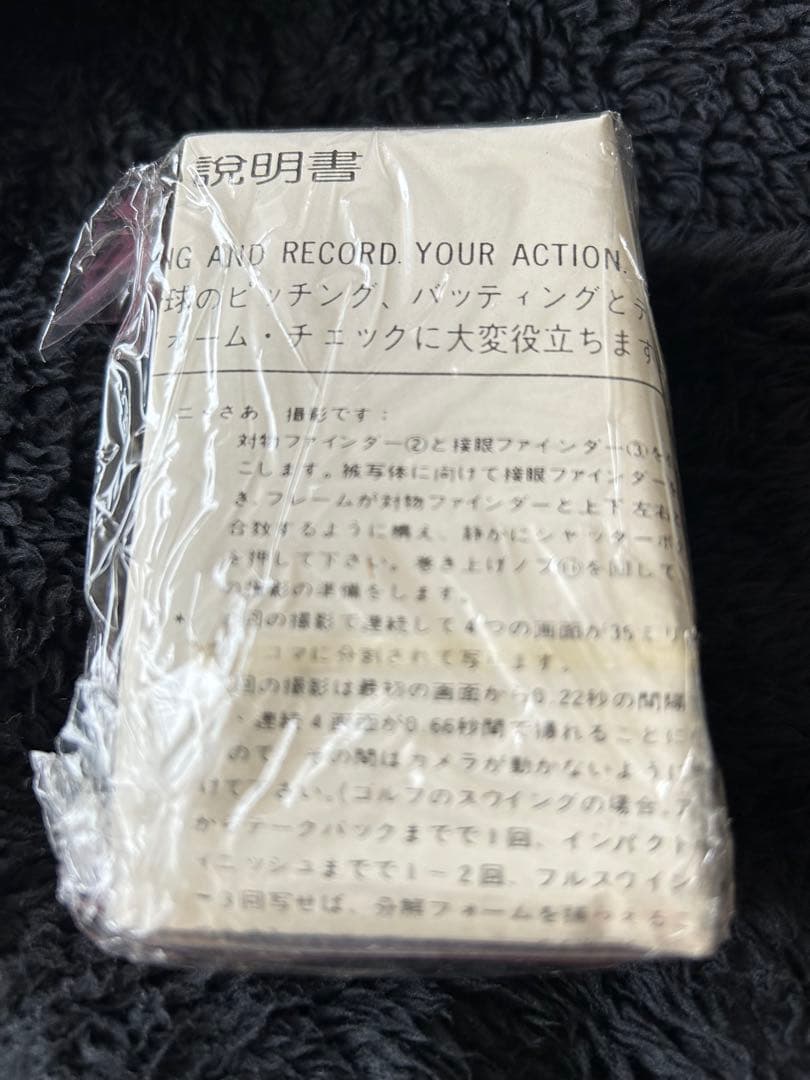 説明書
NG AND RECORD. YOUR ACTION.
球のピッチング、バッティングと
ォーム・チェックに大変役立ちます
ニ・さあ 撮影です：
対物ファインダー②と接眼ファインダー③を
こします。被写体に向けて接眼ファインダー
き、フレームが対物ファインダーと上下左右
合致するように構え、静かにシャッターボ
を押して下さい。巻き上げノブ⑪を回して
の撮影の準備をします。
* 回の撮影で連続して4つの画面が35ミリ
コマに分割されて写ります。
回の撮影は最初の画面から0.22秒の間隔
・連続4画面が0.66秒間で撮れることに
ので、その間はカメラが動かないように
けて下さい。(ゴルフのスウイングの場合、ア
からテークバックまでで1回、インパクト
ィニッシュまでで1−2回、フルスウイン
〜3回写せば、分解フォームを